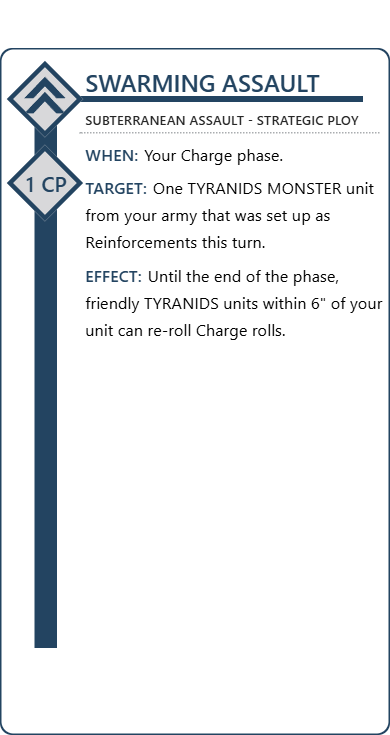 SWARMING ASSAULT
SUBTERRANEAN ASSAULT - STRATEGIC PLOY
WHEN: Your Charge phase.
1 CP
TARGET: One TYRANIDS MONSTER unit
from your army that was set up as
Reinforcements this turn.
EFFECT: Until the end of the phase,
friendly TYRANIDS units within 6" of your
unit can re-roll Charge rolls.